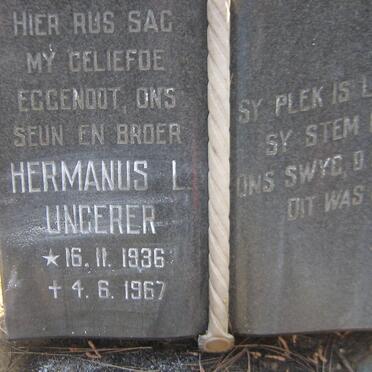 HIER RUS SAG
MY GELIEFDE
EGGENOOT, ONS
SEUN EN BROER
HERMANUS L
UNGERER
★ 16. 11. 1936
✝ 4. 6. 1967
SY PLEK IS L
SY STEM
ONS SWYG, D
DIT WAS